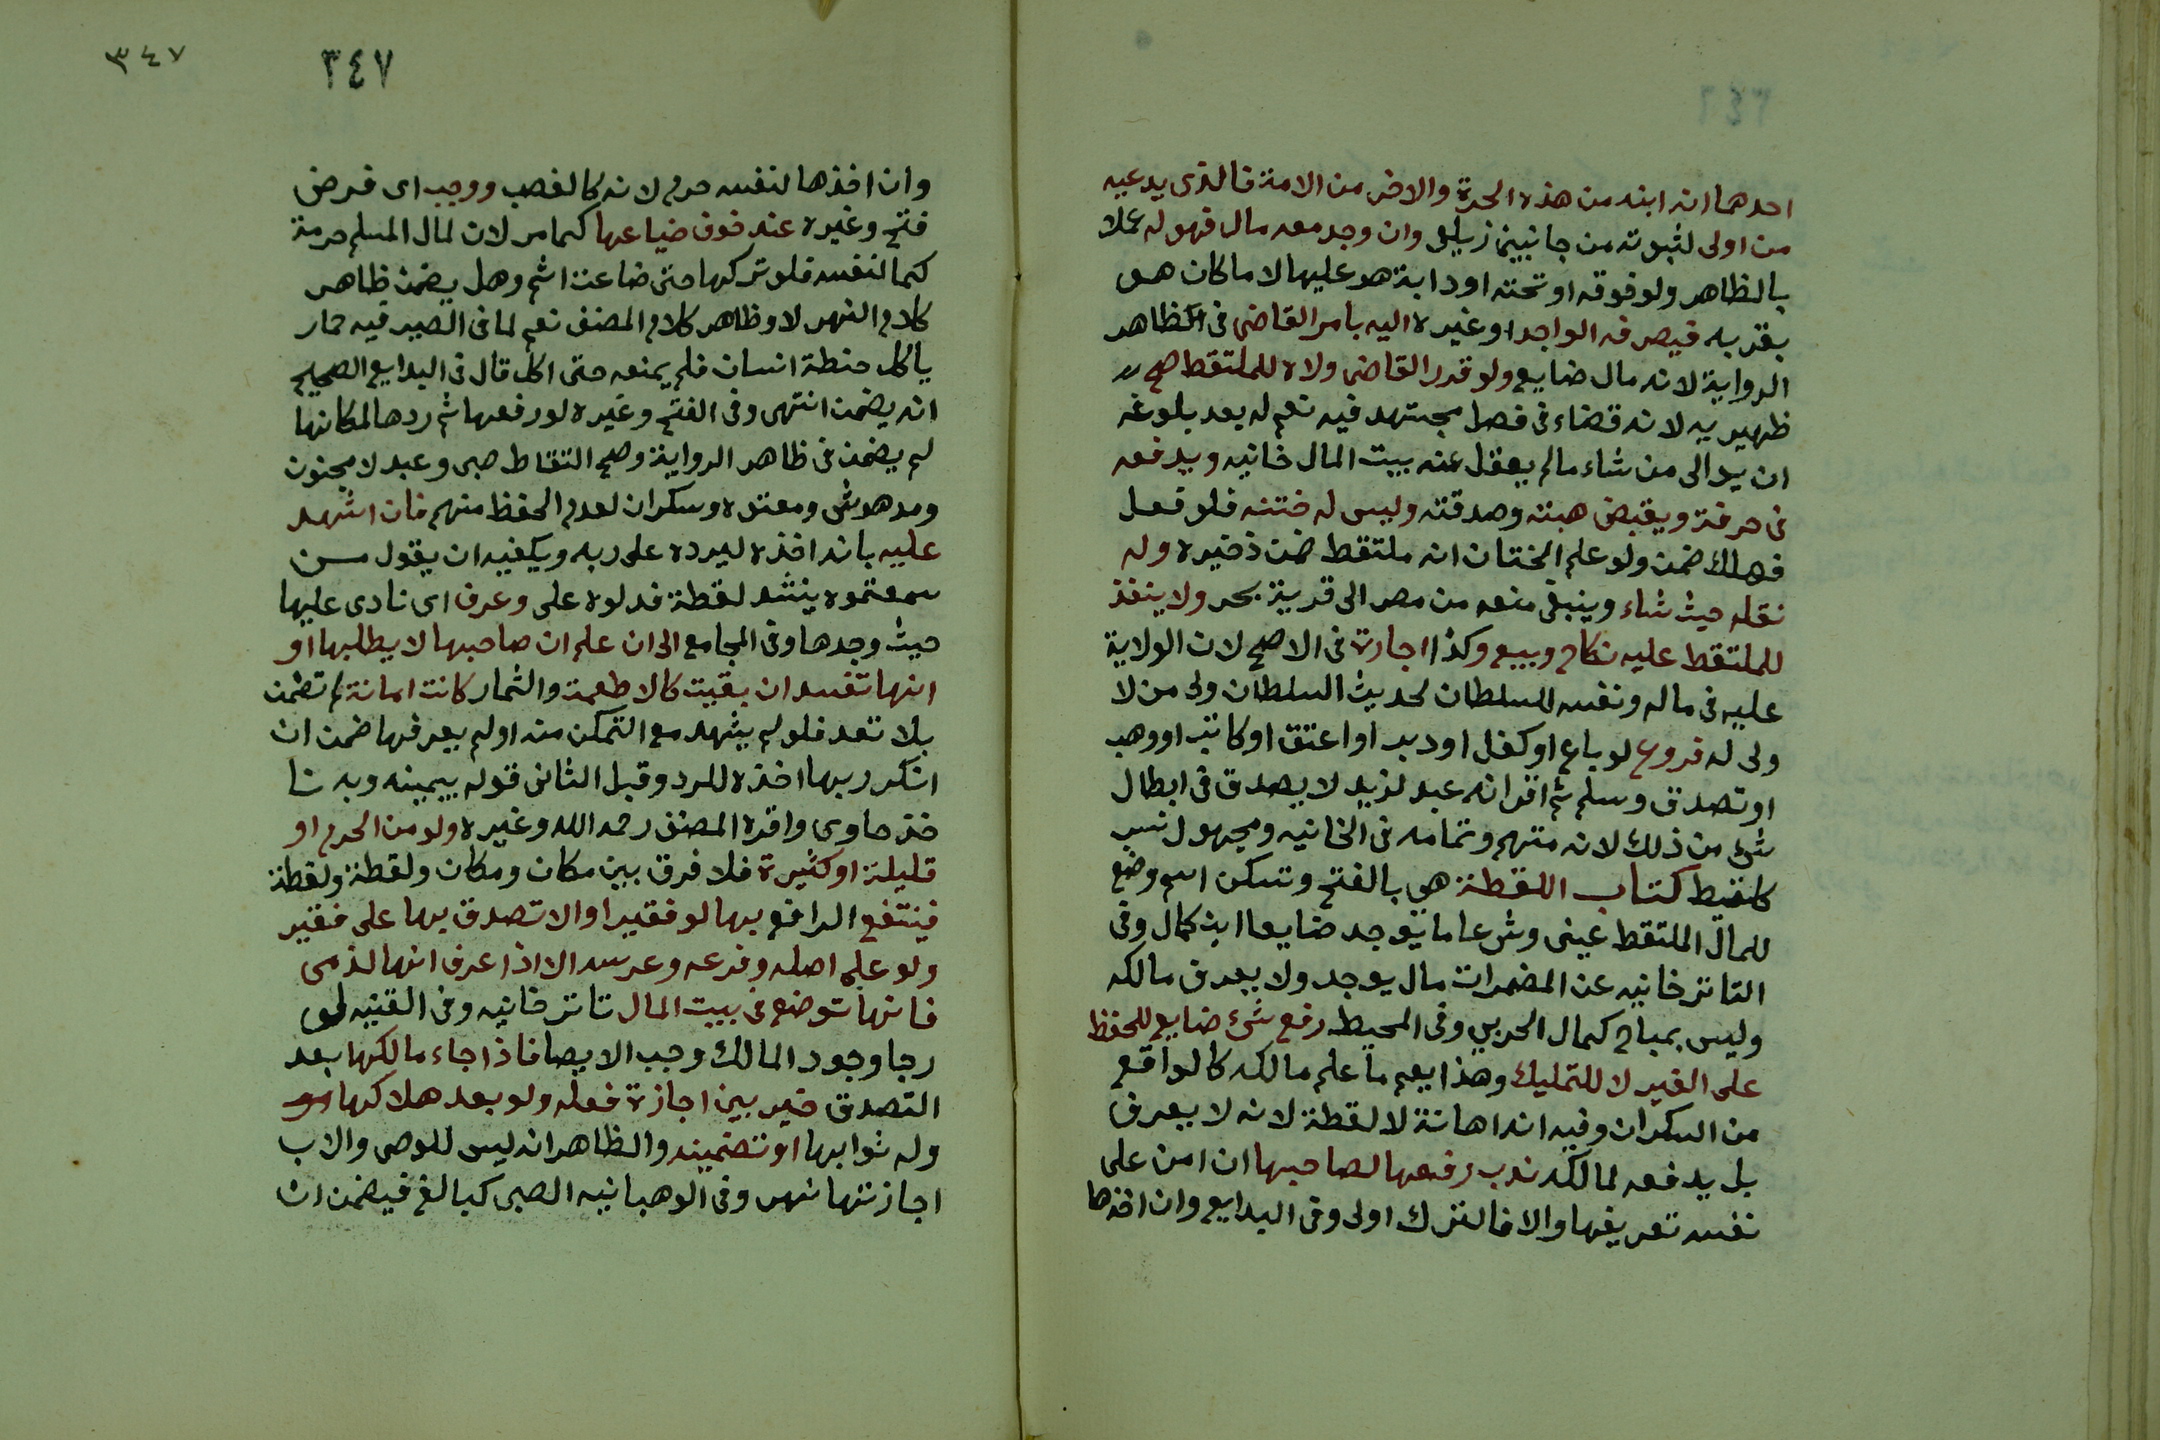 احدهما انه ابنه من هذه الحرة والاخر من الامة فالذى يدعيه
من اولى لثبوته من جانبين زيلعى وان وجد معه مال فهو له عملا
بالظاهر ولو فوقه او تحته او دابة هو عليها لا ما كان هو
بقربه فيصرفه الواجد او غيره اليه بامر القاضى فى الظاهر
الرواية لانه مال ضايع ولو قدر القاضى ولاه للملتقط صح
ظهيريه لانه قضاء فى فصل مجتهد فيه نعم له بعد بلوغه
ان يوالى من شاء مالم يعقل عنه بيت المال خانيه ويدفعه
فى حرفة ويقبض هبته وصدقته وليس له ختنه فلو فعل
فهلك ضمن ولو علم الختان انه ملتقط ضمن ذخيره وله
نقله حيث شاء وينبغى منعه من مصر الى قرية بحر ولا ينفذ
للملتقط عليه نكاح وبيع وكذا اجارة فى الاصح لان الولاية
عليه فى ماله ونفسه للسلطان لحديث السلطان ولى من لا
ولى له فروع لو باع او كفل او دبر او اعتق او كاتب او وهب
او تصدق وسلم ثم اقر انه عبد لزيد لا يصدق فى ابطال
شئ من ذلك لانه متهم وتمامه فى الخانيه ومجهول نسب
كلقيط كتاب اللقطة هى بالفتح وتسكن اسم وضع
للمال الملتقط عينى وشرعا ما يوجد ضايعا ابن كمال وفى
التاترخانيه عن المضمرات مال يوجد ولا يعرف مالكه
وليس بمباح كمال الحربي وفى المحيط رفع شئ ضايع للحفظ
على الغير لا للتمليك وهذا يعم ما علم مالكه كالواقع
من السكران وفيه انه امانة لا لقطة لانه لا يعرف
بل يدفعه لمالكه ندب رفعها لصاحبها ان امن على
نفسه تعريفها والا فالترك اولى وفى البدايع وان اخذها
٣٤٧
٣٤٧
وان اخذها لنفسه حرم لانه كالغصب ووجب اى فرض
فتح وغيره عند خوف ضياعها كما مر لان لمال المسلم حرمة
كما لنفسه فلو تركها حتى ضاعت اثم وهل يضمن ظاهر
كلام النهر لا وظاهر كلام المصنف نعم لما فى الصيرفيه حمار
ياكل حنطة انسان فلم يمنعه حتى اكل قال فى البدايع الصحيح
انه يضمن انتهى وفى الفتح وغيره لو رفعها ثم ردها لمكانها
لم يضمن فى ظاهر الرواية وصح التقاط صبى وعبد لا مجنون
ومدهوش ومعتوه وسكران لعدم الحفظ منهم فان اشهد
عليه بانه اخذه ليرده على ربه ويكفيه ان يقول من
سمعتموه ينشد لقطة فدلوه على وعرف اى نادى عليها
حيث وجدها وفى المجامع الى ان علم ان صاحبها لا يطلبها او
انها تفسد ان بقيت كالاطعمة والثمار كانت امانة لم تضمن
بلا تعد فلو لم يشهد مع التمكن منه او لم يعرفها ضمن ان
انكر ربها اخذه للرد وقبل الثانى قوله بيمينه وبه نا
خذ حاوى واقره المصنف رحمه الله وغيره ولو من الحرم او
قليلة او كثيرة فلا فرق بين مكان ومكان ولقطة ولقطة
فينتفع الرافع بها لو فقيرا والا تصدق بها على فقير
ولو على اصله وفرعه وعرسه الا اذا عرف انها لذمى
فانها توضع فى بيت المال تاترخانيه وفى القنيه لو
رجا وجود المالك وجب الايصا فاذا جاء مالكها بعد
التصدق خير بين اجازة فعله ولو بعد هلاكها
وله ثوابها او تضمينه والظاهر انه ليس للوصى والاب
اجازتها نهر وفى الوهبانيه الصبى كبالغ فيضمن ان